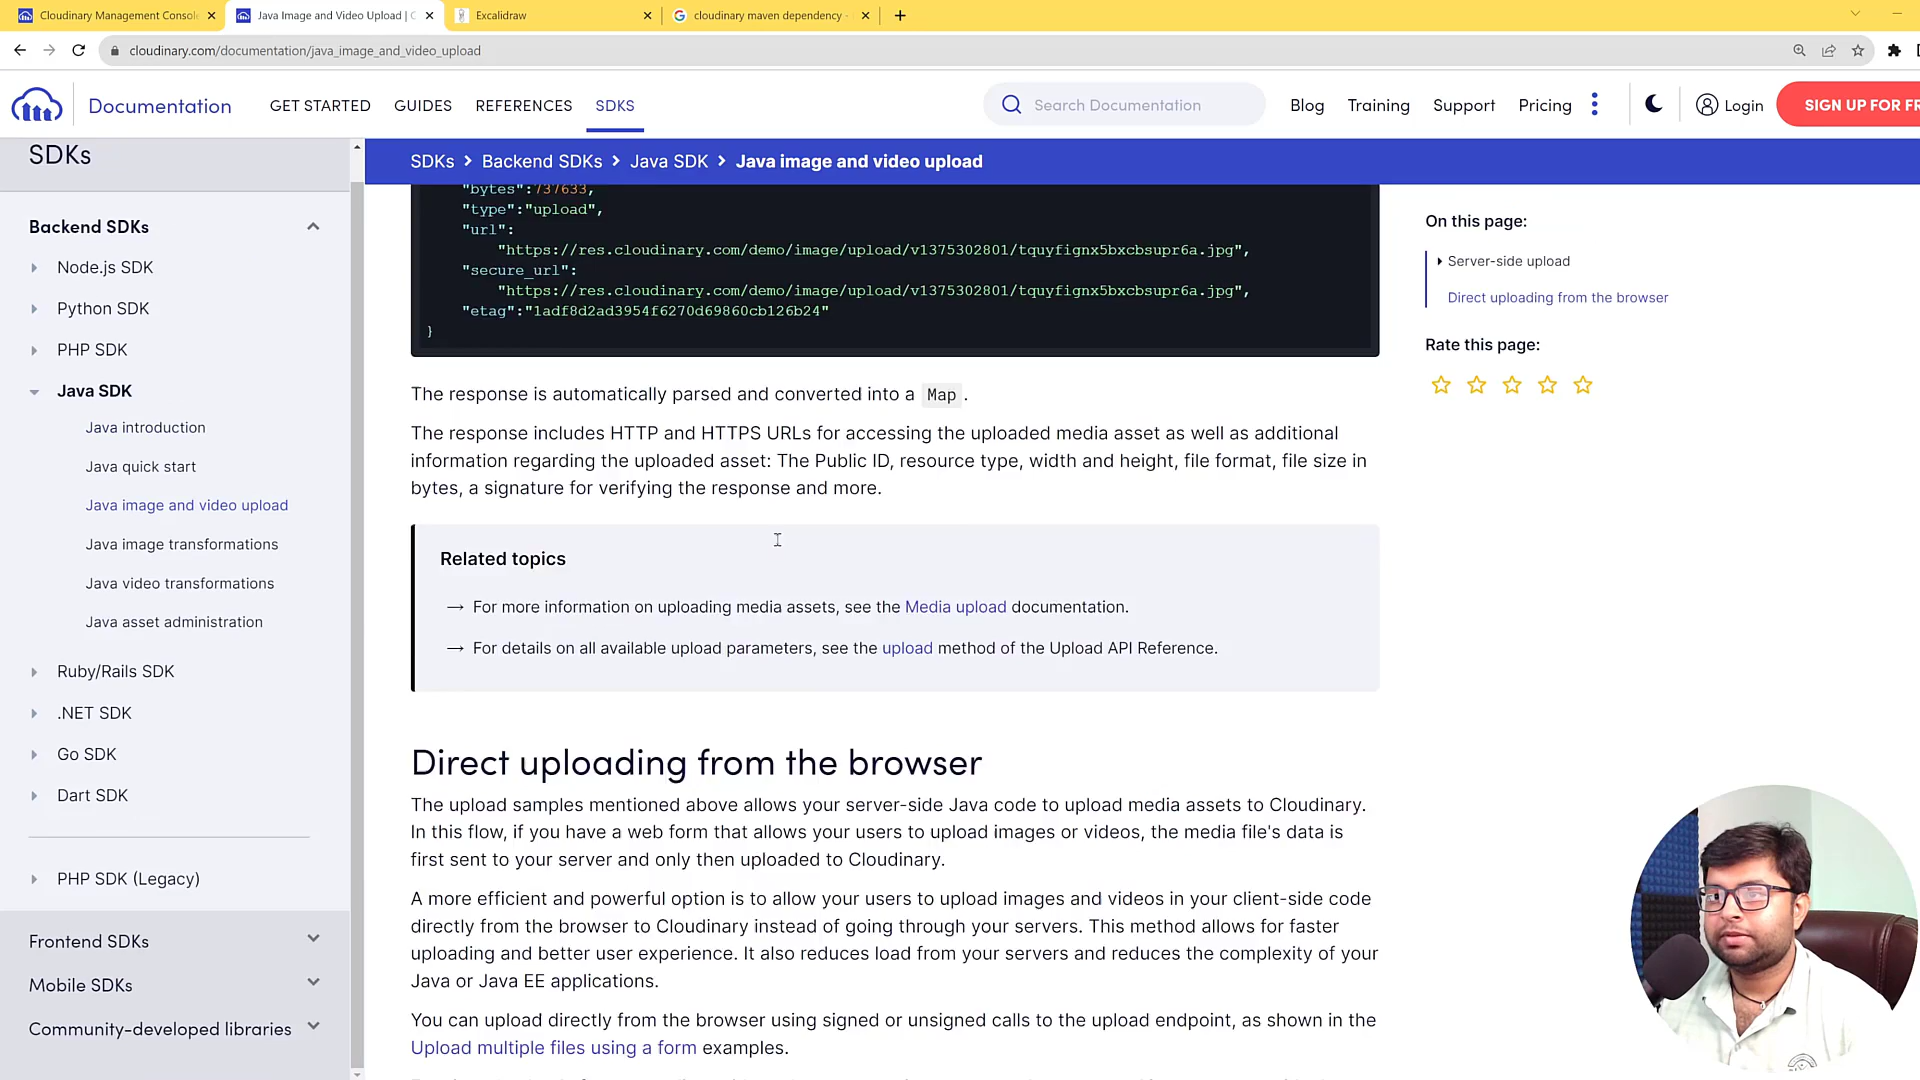 Cloudinary Management Consol
Java Image and Video Upload | C
Excalidraw
cloudinary maven dependency -
cloudinary.com/documentation/java_image_and_video_upload
Documentation
GET STARTED
GUIDES
REFERENCES
SDKS
Search Documentation
Blog
Training
Support
Pricing
Login
SIGN UP FOR FR
SDKs
Backend SDKs
Node.js SDK
Python SDK
PHP SDK
Java SDK
Java introduction
Java quick start
Java image and video upload
Java image transformations
Java video transformations
Java asset administration
Ruby/Rails SDK
.NET SDK
Go SDK
Dart SDK
PHP SDK (Legacy)
Frontend SDKs
Mobile SDKs
Community-developed libraries
SDKs > Backend SDKs > Java SDK > Java image and video upload
"bytes":737633,
"type":"upload",
"url":
"https://res.cloudinary.com/demo/image/upload/v1375302801/tquyfignx5bxcbsupr6a.jpg",
"secure_url":
"https://res.cloudinary.com/demo/image/upload/v1375302801/tquyfignx5bxcbsupr6a.jpg",
"etag":"1adf8d2ad3954f6270d69860cb126b24"
}
The response is automatically parsed and converted into a Map .
The response includes HTTP and HTTPS URLs for accessing the uploaded media asset as well as additional
information regarding the uploaded asset: The Public ID, resource type, width and height, file format, file size in
bytes, a signature for verifying the response and more.
Related topics
→ For more information on uploading media assets, see the Media upload documentation.
→ For details on all available upload parameters, see the upload method of the Upload API Reference.
Direct uploading from the browser
The upload samples mentioned above allows your server-side Java code to upload media assets to Cloudinary.
In this flow, if you have a web form that allows your users to upload images or videos, the media file's data is
first sent to your server and only then uploaded to Cloudinary.
A more efficient and powerful option is to allow your users to upload images and videos in your client-side code
directly from the browser to Cloudinary instead of going through your servers. This method allows for faster
uploading and better user experience. It also reduces load from your servers and reduces the complexity of your
Java or Java EE applications.
You can upload directly from the browser using signed or unsigned calls to the upload endpoint, as shown in the
Upload multiple files using a form examples.
On this page:
Server-side upload
Direct uploading from the browser
Rate this page: